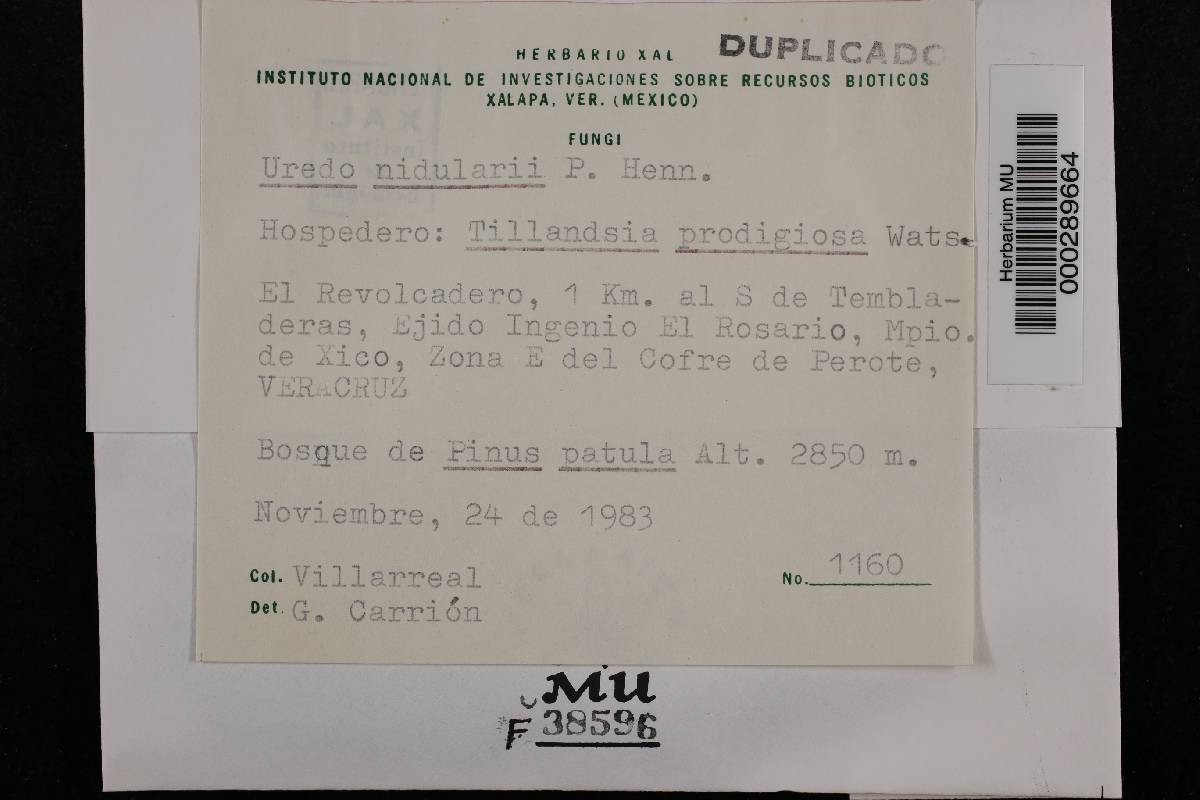 HERBARIO XAL
DUPLICADO
INSTITUTO NACIONAL DE INVESTIGACIONES SOBRE RECURSOS BIOTICOS
XALAPA, VER. (MEXICO)
FUNGI
Uredo nidularii P. Henn.
Hospedero: Tillandsia prodigiosa Wats.
El Revolcadero, 1 Km. al S de Tembla-
deras, Ejido Ingenio El Rosario, Mpio.
de Xico, Zona E del Cofre de Perote,
VERACRUZ
Bosque de Pinus patula Alt. 2850 m.
Noviembre, 24 de 1983
Col. Villarreal
No. 1160
Det. G. Carrión
MU
F 38596
Herbarium MU
000289664